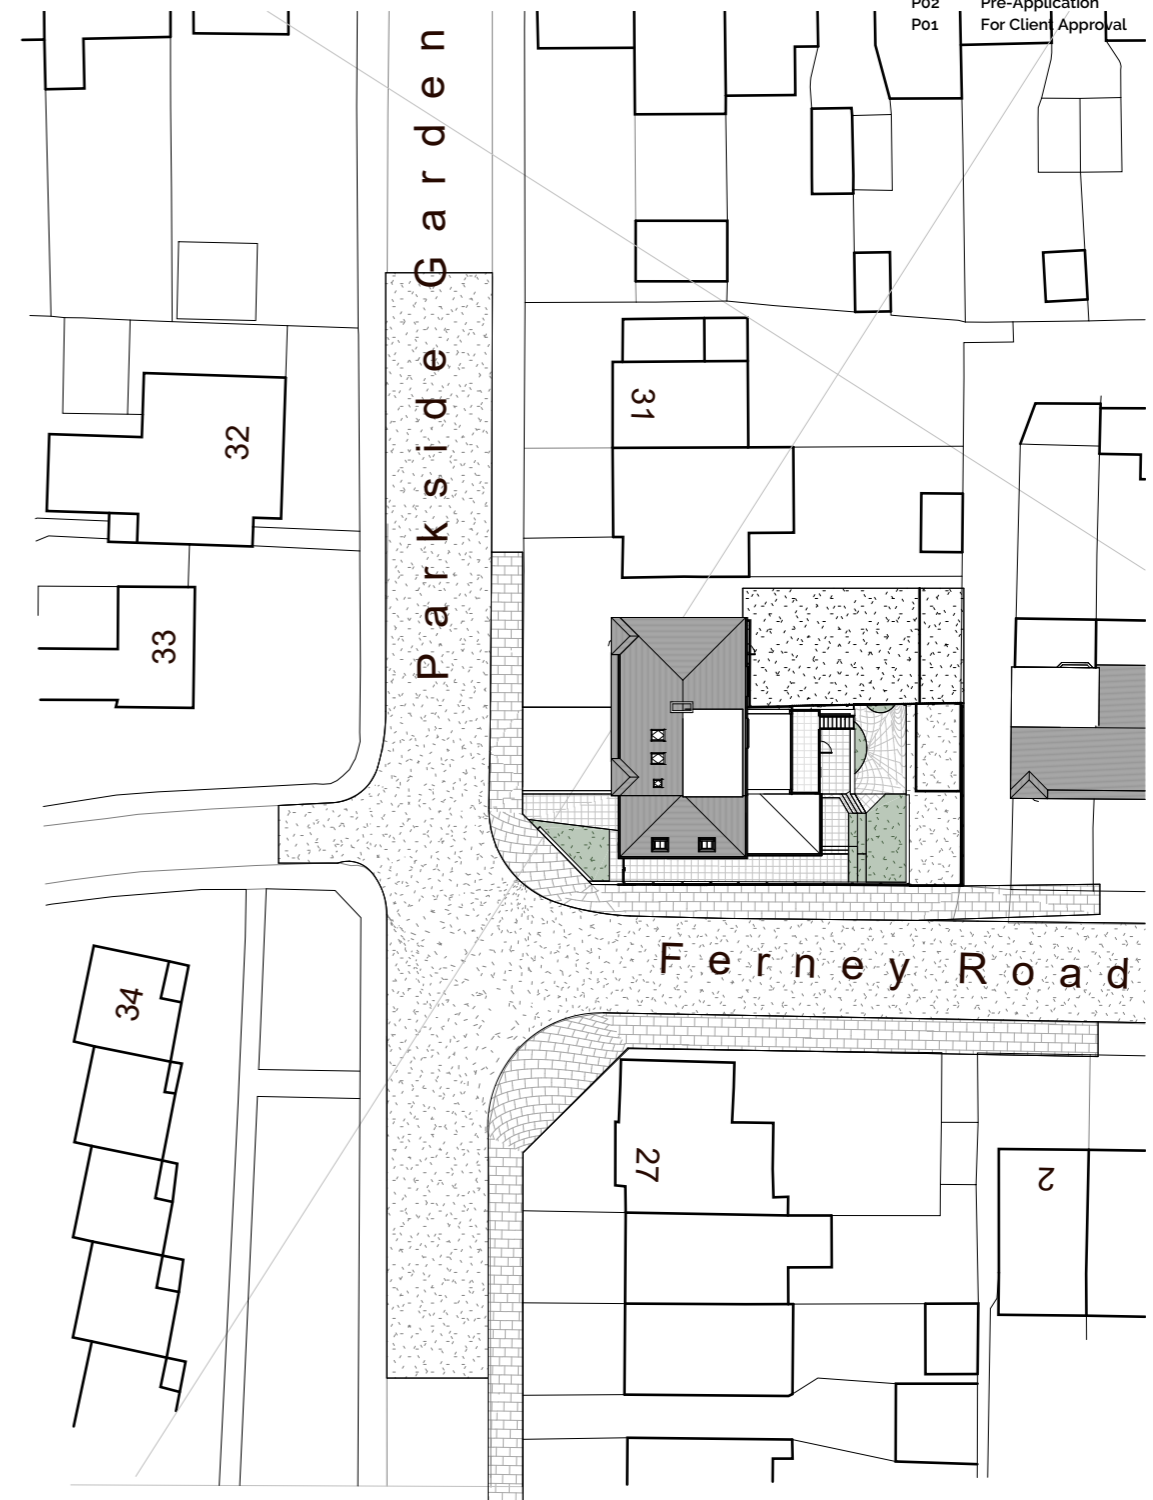 P02 Pre-Application
P01 For Client Approval
Parkside Garden
31
32
33
Ferney Road
34
27
2